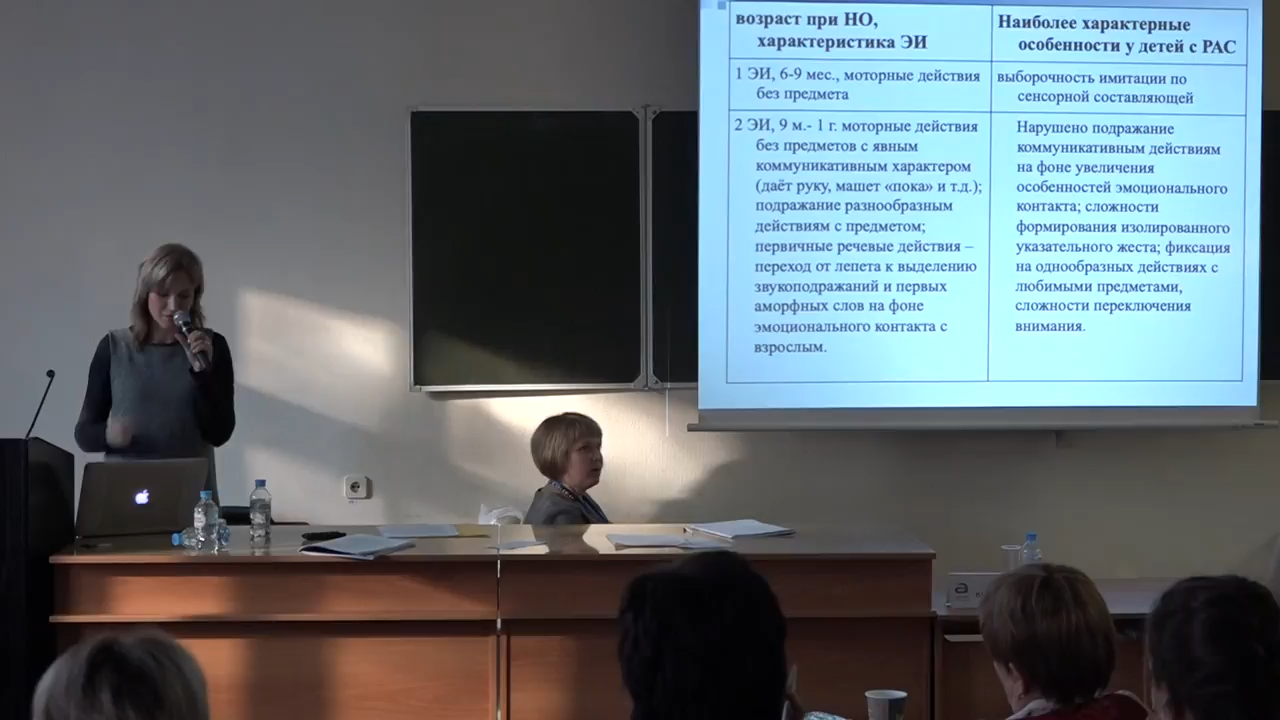 возраст при НО,
характеристика ЭИ
Наиболее характерные
особенности у детей с РАС
1 ЭИ, 6-9 мес., моторные действия
без предмета
выборочность имитации по
сенсорной составляющей
2 ЭИ, 9 м.- 1 г. моторные действия
без предметов с явным
коммуникативным характером
(даёт руку, машет «пока» и т.д.);
подражание разнообразным
действиям с предметом;
первичные речевые действия –
переход от лепета к выделению
звукоподражаний и первых
аморфных слов на фоне
эмоционального контакта с
взрослым.
Нарушено подражание
коммуникативным действиям
на фоне увеличения
особенностей эмоционального
контакта; сложности
формирования изолированного
указательного жеста; фиксация
на однообразных действиях с
любимыми предметами,
сложности переключения
внимания.